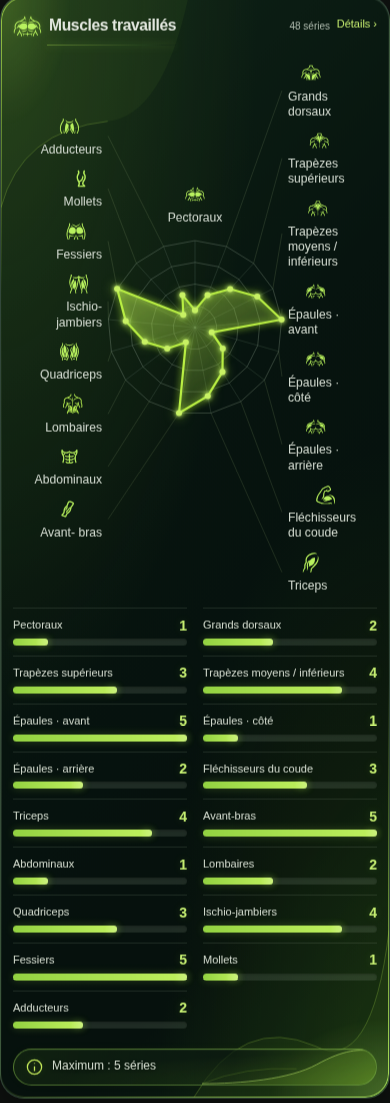 Muscles travaillés
48 séries
Détails ›
Grands
dorsaux
Adducteurs
Trapèzes
supérieurs
Mollets
Pectoraux
Trapèzes
moyens /
inférieurs
Fessiers
Ischio-
jambiers
Épaules ·
avant
Quadriceps
Épaules ·
côté
Lombaires
Épaules ·
arrière
Abdominaux
Fléchisseurs
du coude
Avant- bras
Triceps
Pectoraux 1
Grands dorsaux 2
Trapèzes supérieurs 3
Trapèzes moyens / inférieurs 4
Épaules · avant 5
Épaules · côté 1
Épaules · arrière 2
Fléchisseurs du coude 3
Triceps 4
Avant-bras 5
Abdominaux 1
Lombaires 2
Quadriceps 3
Ischio-jambiers 4
Fessiers 5
Mollets 1
Adducteurs 2
Maximum : 5 séries